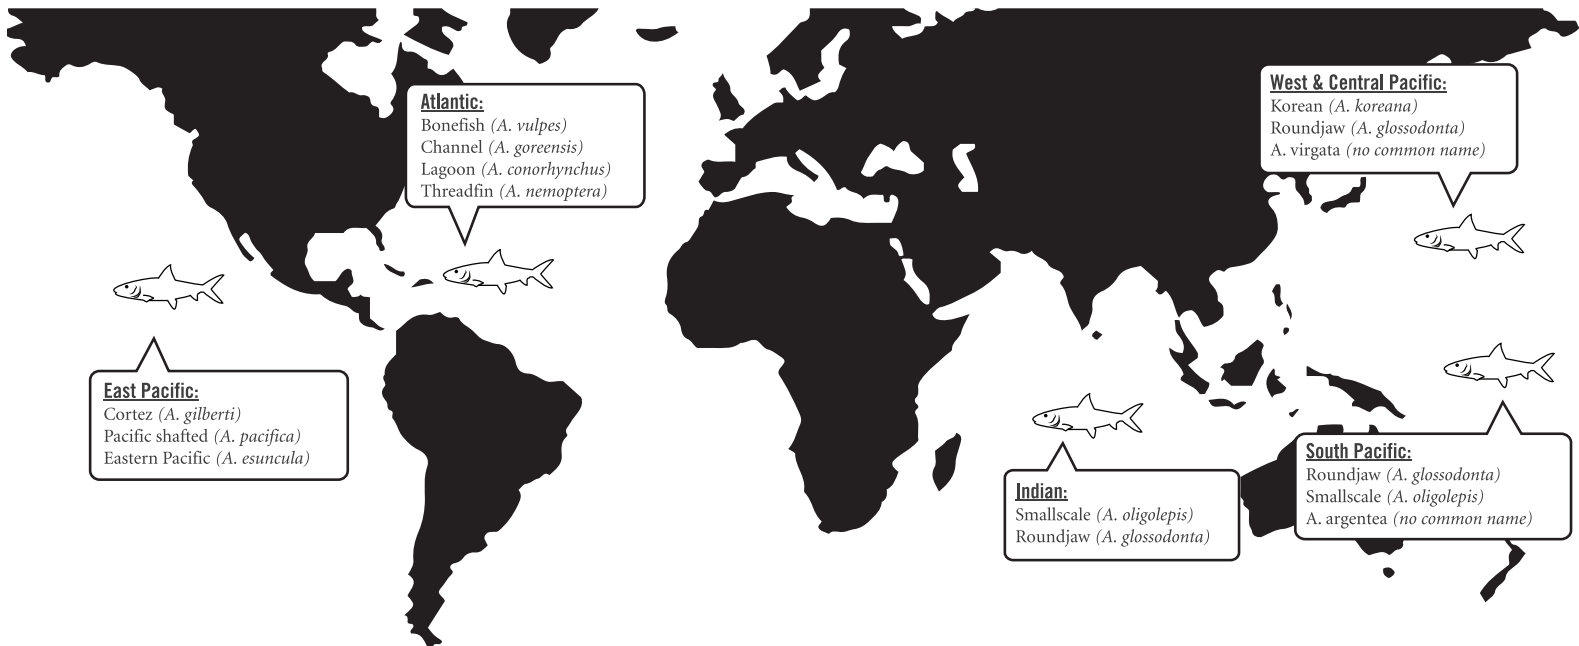 Atlantic:
Bonefish (A. vulpes)
Channel (A. goreensis)
Lagoon (A. conorhynchus)
Threadfin (A. nemoptera)
West & Central Pacific:
Korean (A. koreana)
Roundjaw (A. glossodonta)
A. virgata (no common name)
East Pacific:
Cortez (A. gilberti)
Pacific shafted (A. pacifica)
Eastern Pacific (A. esuncula)
Indian:
Smallscale (A. oligolepis)
Roundjaw (A. glossodonta)
South Pacific:
Roundjaw (A. glossodonta)
Smallscale (A. oligolepis)
A. argentea (no common name)